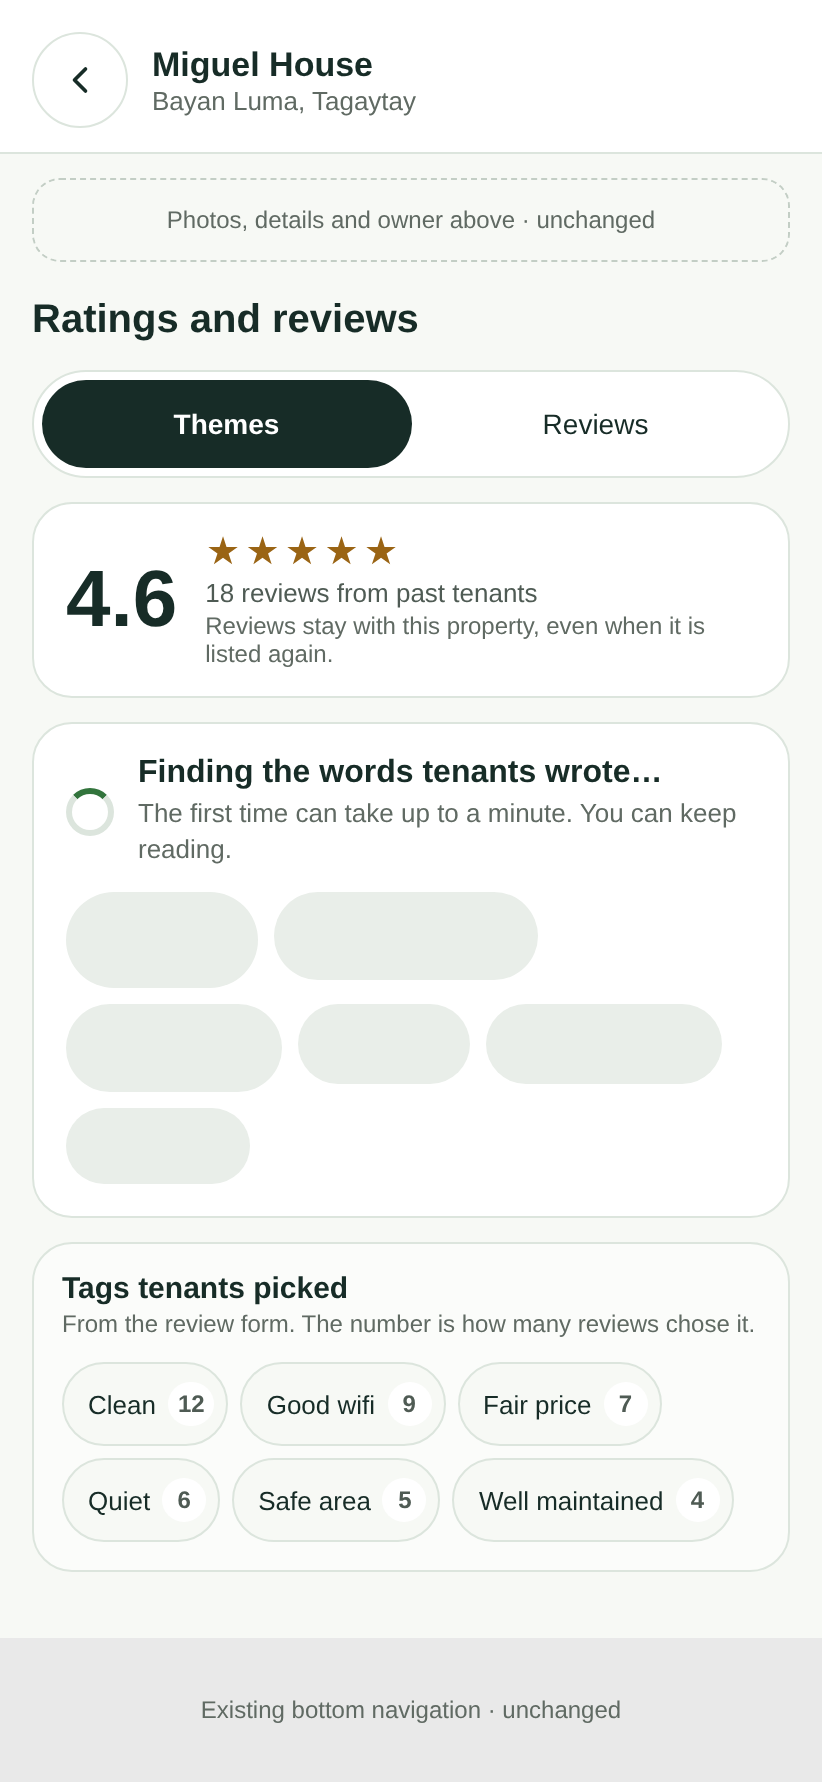 Miguel House
Bayan Luma, Tagaytay
Photos, details and owner above · unchanged
Ratings and reviews
Themes
Reviews
4.6
★★★★★
18 reviews from past tenants
Reviews stay with this property, even when it is
listed again.
Finding the words tenants wrote…
The first time can take up to a minute. You can keep
reading.
Tags tenants picked
From the review form. The number is how many reviews chose it.
Clean 12 Good wifi 9 Fair price 7
Quiet 6 Safe area 5 Well maintained 4
Existing bottom navigation · unchanged